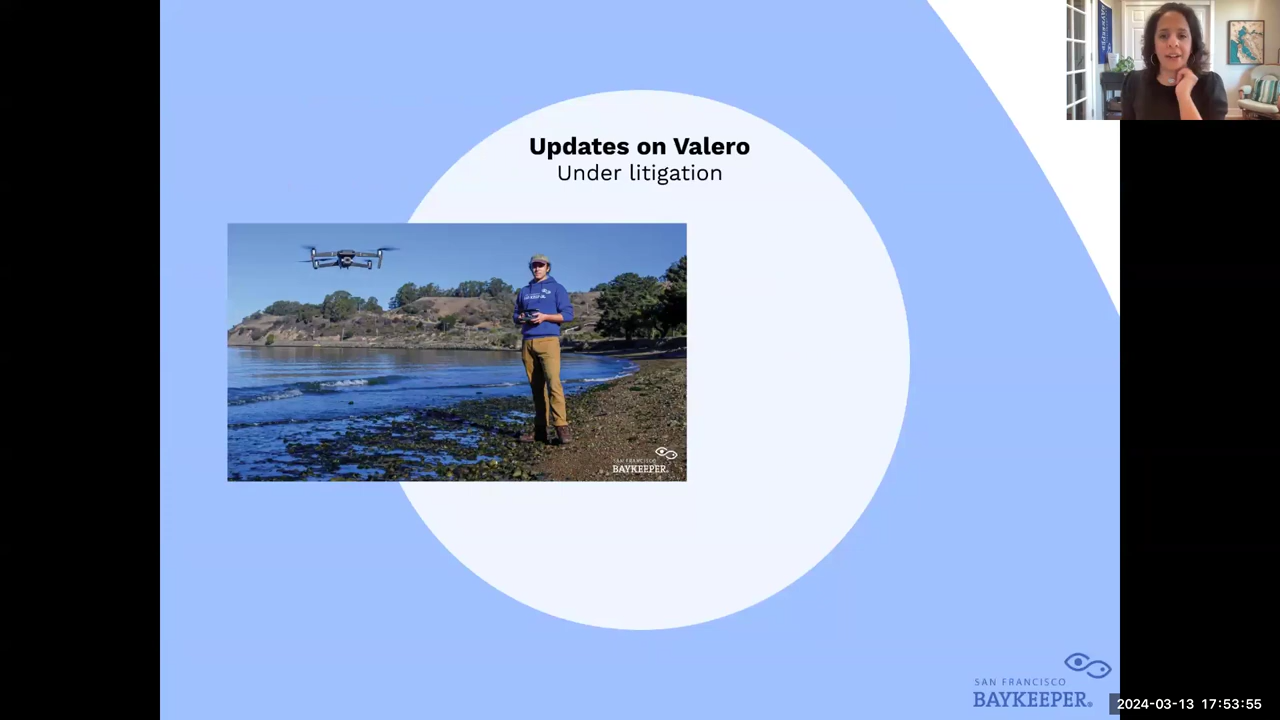 Updates on Valero
Under litigation
SAN FRANCISCO
BAYKEEPER®
SAN FRANCISCO
BAYKEEPER®
2024-03-13 17:53:55